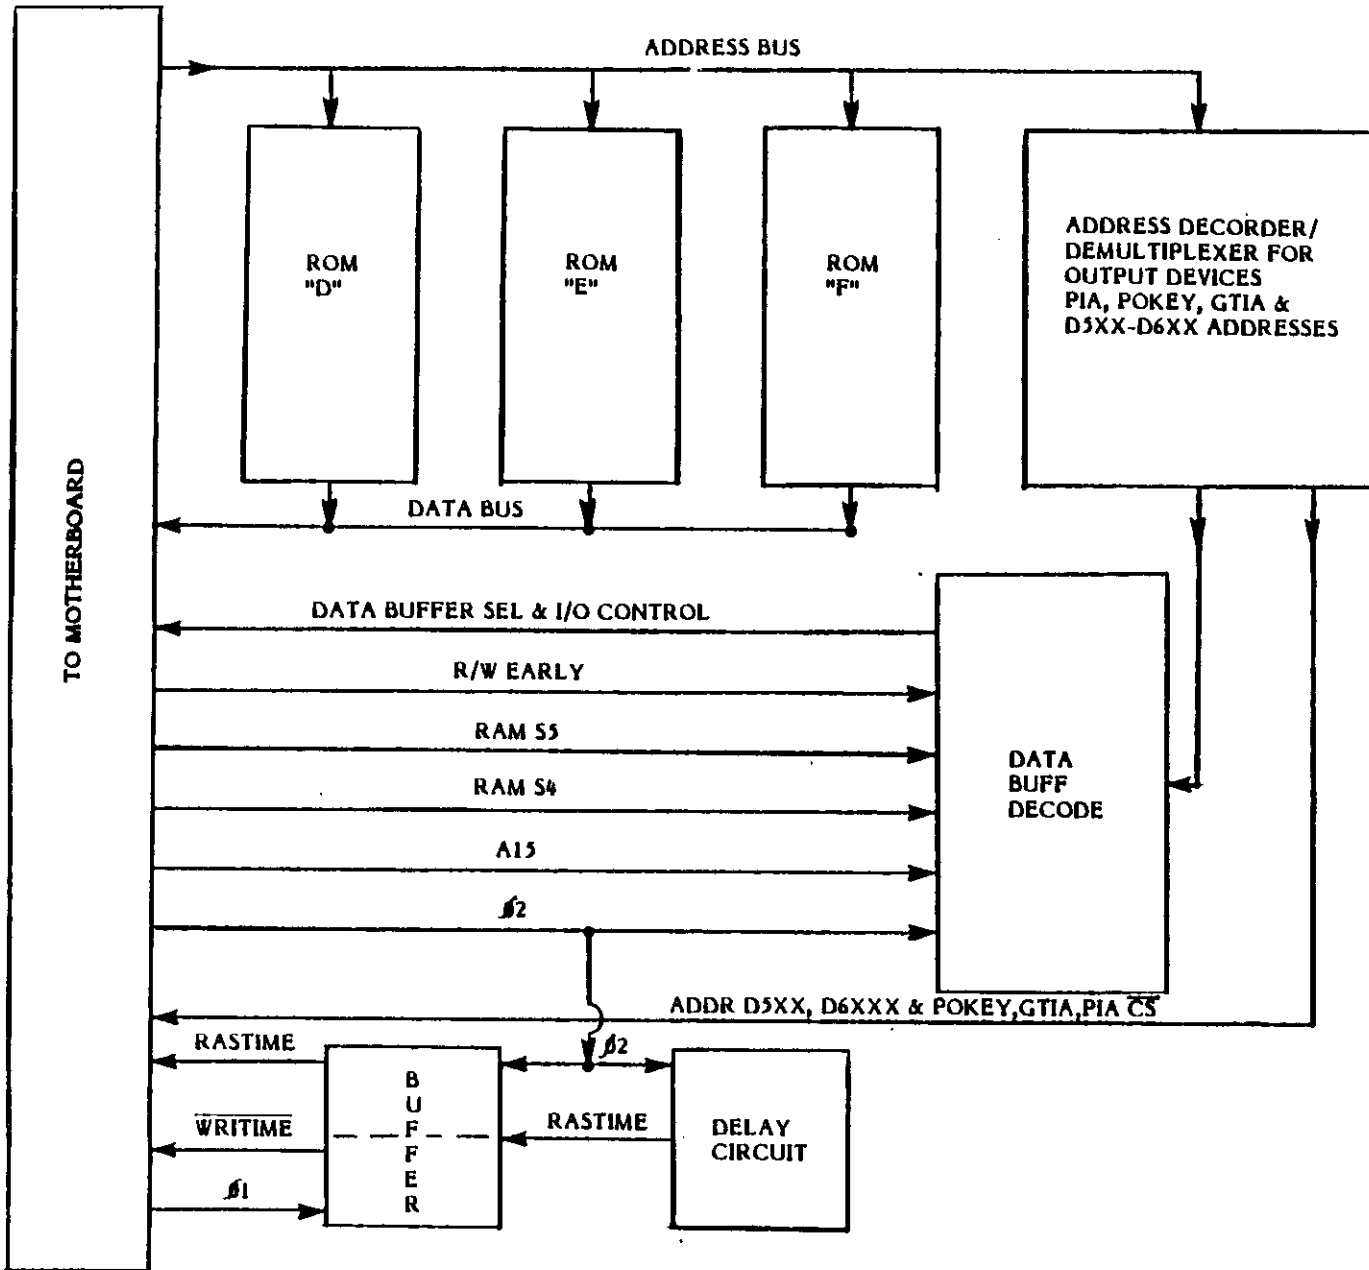 ADDRESS BUS
ROM
"D"
ROM
"E"
ROM
"F"
ADDRESS DECORDER/
DEMULTIPLEXER FOR
OUTPUT DEVICES
PIA, POKEY, GTIA &
D5XX-D6XX ADDRESSES
DATA BUS
TO MOTHERBOARD
DATA BUFFER SEL & I/O CONTROL
R/W EARLY
RAM S5
RAM S4
A15
ø2
DATA
BUFF
DECODE
ADDR D5XX, D6XXX & POKEY,GTIA,PIA C̅S̅
RASTIME
ø2
BUFFER
W̅R̅I̅T̅I̅M̅E̅
RASTIME
DELAY
CIRCUIT
ø1